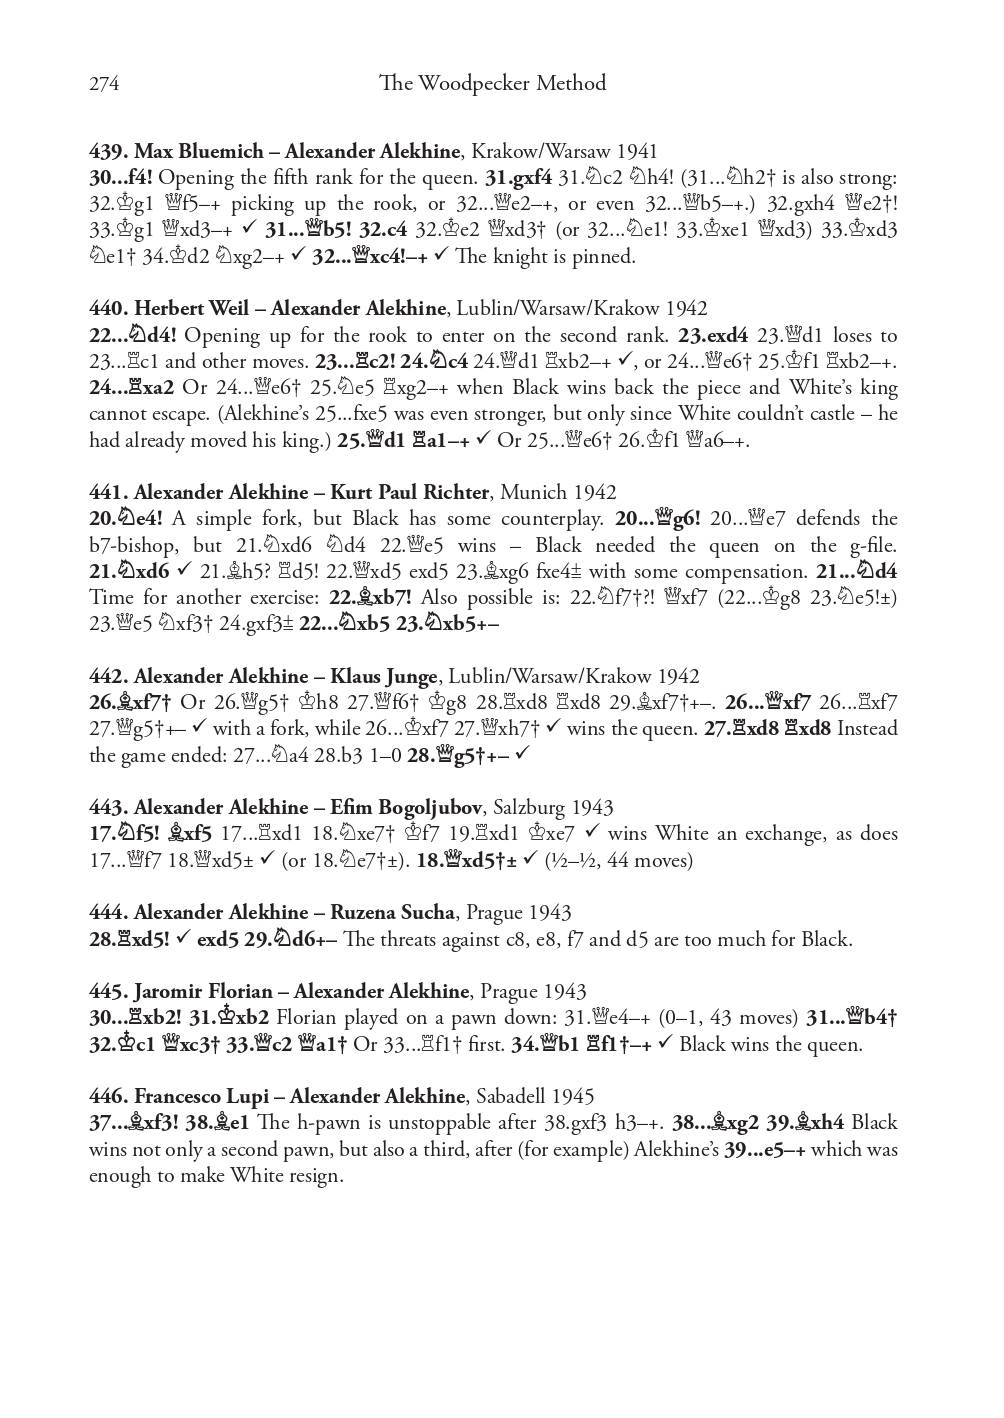 274 The Woodpecker Method
439. Max Bluemich – Alexander Alekhine, Krakow/Warsaw 1941
30...f4! Opening the fifth rank for the queen. 31.gxf4 31.♘c2 ♘h4! (31...♘h2† is also strong:
32.♔g1 ♕f5–+ picking up the rook, or 32...♕e2–+, or even 32...♕b5–+.) 32.gxh4 ♕e2†!
33.♔g1 ♕xd3–+ ✓ 31...♕b5! 32.c4 32.♔e2 ♕xd3† (or 32...♘e1! 33.♔xe1 ♕xd3) 33.♔xd3
♘e1† 34.♔d2 ♘xg2–+ ✓ 32...♕xc4!–+ ✓ The knight is pinned.
440. Herbert Weil – Alexander Alekhine, Lublin/Warsaw/Krakow 1942
22...♘d4! Opening up for the rook to enter on the second rank. 23.exd4 23.♕d1 loses to
23...♖c1 and other moves. 23...♖c2! 24.♘c4 24.♕d1 ♖xb2–+ ✓, or 24...♕e6† 25.♔f1 ♖xb2–+.
24...♖xa2 Or 24...♕e6† 25.♘e5 ♖xg2–+ when Black wins back the piece and White’s king
cannot escape. (Alekhine’s 25...fxe5 was even stronger, but only since White couldn’t castle – he
had already moved his king.) 25.♕d1 ♖a1–+ ✓ Or 25...♕e6† 26.♔f1 ♕a6–+.
441. Alexander Alekhine – Kurt Paul Richter, Munich 1942
20.♘e4! A simple fork, but Black has some counterplay. 20...♕g6! 20...♕e7 defends the
b7-bishop, but 21.♘xd6 ♘d4 22.♕e5 wins – Black needed the queen on the g-file.
21.♘xd6 ✓ 21.♗h5? ♖d5! 22.♕xd5 exd5 23.♗xg6 fxe4⩲ with some compensation. 21...♘d4
Time for another exercise: 22.♗xb7! Also possible is: 22.♘f7†?! ♕xf7 (22...♔g8 23.♘e5!±)
23.♕e5 ♘xf3† 24.gxf3⩲ 22...♘xb5 23.♘xb5+–
442. Alexander Alekhine – Klaus Junge, Lublin/Warsaw/Krakow 1942
26.♗xf7† Or 26.♕g5† ♔h8 27.♕f6† ♔g8 28.♖xd8 ♖xd8 29.♗xf7†+–. 26...♕xf7 26...♖xf7
27.♕g5†+– ✓ with a fork, while 26...♔xf7 27.♕xh7† ✓ wins the queen. 27.♖xd8 ♖xd8 Instead
the game ended: 27...♘a4 28.b3 1–0 28.♕g5†+– ✓
443. Alexander Alekhine – Efim Bogoljubov, Salzburg 1943
17.♘f5! ♗xf5 17...♖xd1 18.♘xe7† ♔f7 19.♖xd1 ♔xe7 ✓ wins White an exchange, as does
17...♕f7 18.♕xd5± ✓ (or 18.♘e7†±). 18.♕xd5†± ✓ (½–½, 44 moves)
444. Alexander Alekhine – Ruzena Sucha, Prague 1943
28.♖xd5! ✓ exd5 29.♘d6+– The threats against c8, e8, f7 and d5 are too much for Black.
445. Jaromir Florian – Alexander Alekhine, Prague 1943
30...♖xb2! 31.♔xb2 Florian played on a pawn down: 31.♕e4–+ (0–1, 43 moves) 31...♕b4†
32.♔c1 ♕xc3† 33.♕c2 ♕a1† Or 33...♖f1† first. 34.♕b1 ♖f1†–+ ✓ Black wins the queen.
446. Francesco Lupi – Alexander Alekhine, Sabadell 1945
37...♗xf3! 38.♗e1 The h-pawn is unstoppable after 38.gxf3 h3–+. 38...♗xg2 39.♗xh4 Black
wins not only a second pawn, but also a third, after (for example) Alekhine’s 39...e5–+ which was
enough to make White resign.